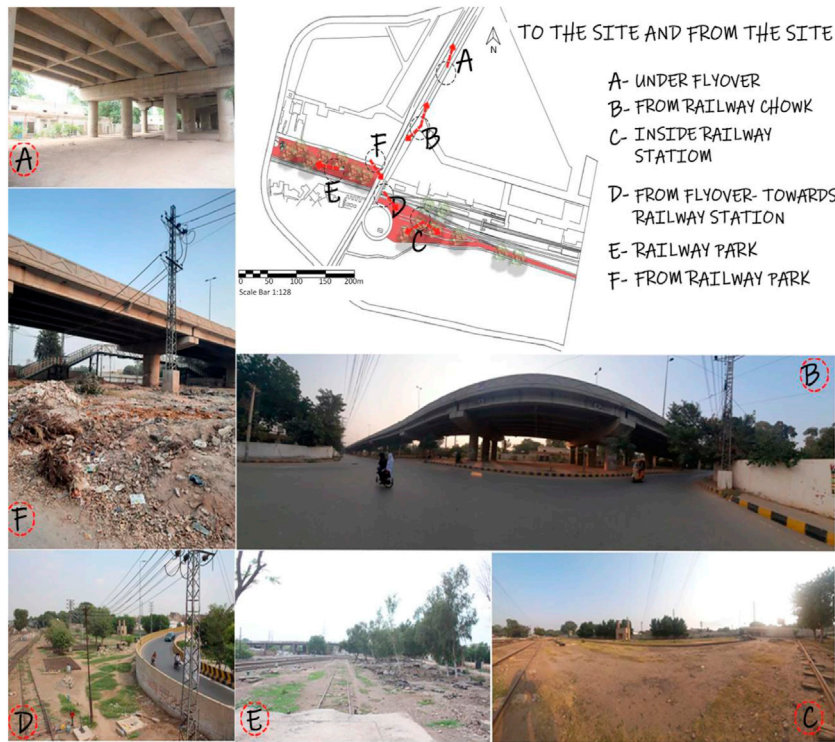 TO THE SITE AND FROM THE SITE
A- UNDER FLYOVER
B- FROM RAILWAY CHOWK
C- INSIDE RAILWAY
STATIOM
D- FROM FLYOVER- TOWARDS
RAILWAY STATION
E- RAILWAY PARK
F- FROM RAILWAY PARK
N
A
B
F
E
D
C
0 50 100 150 200m
Scale Bar 1:128
A
F
B
D
E
C